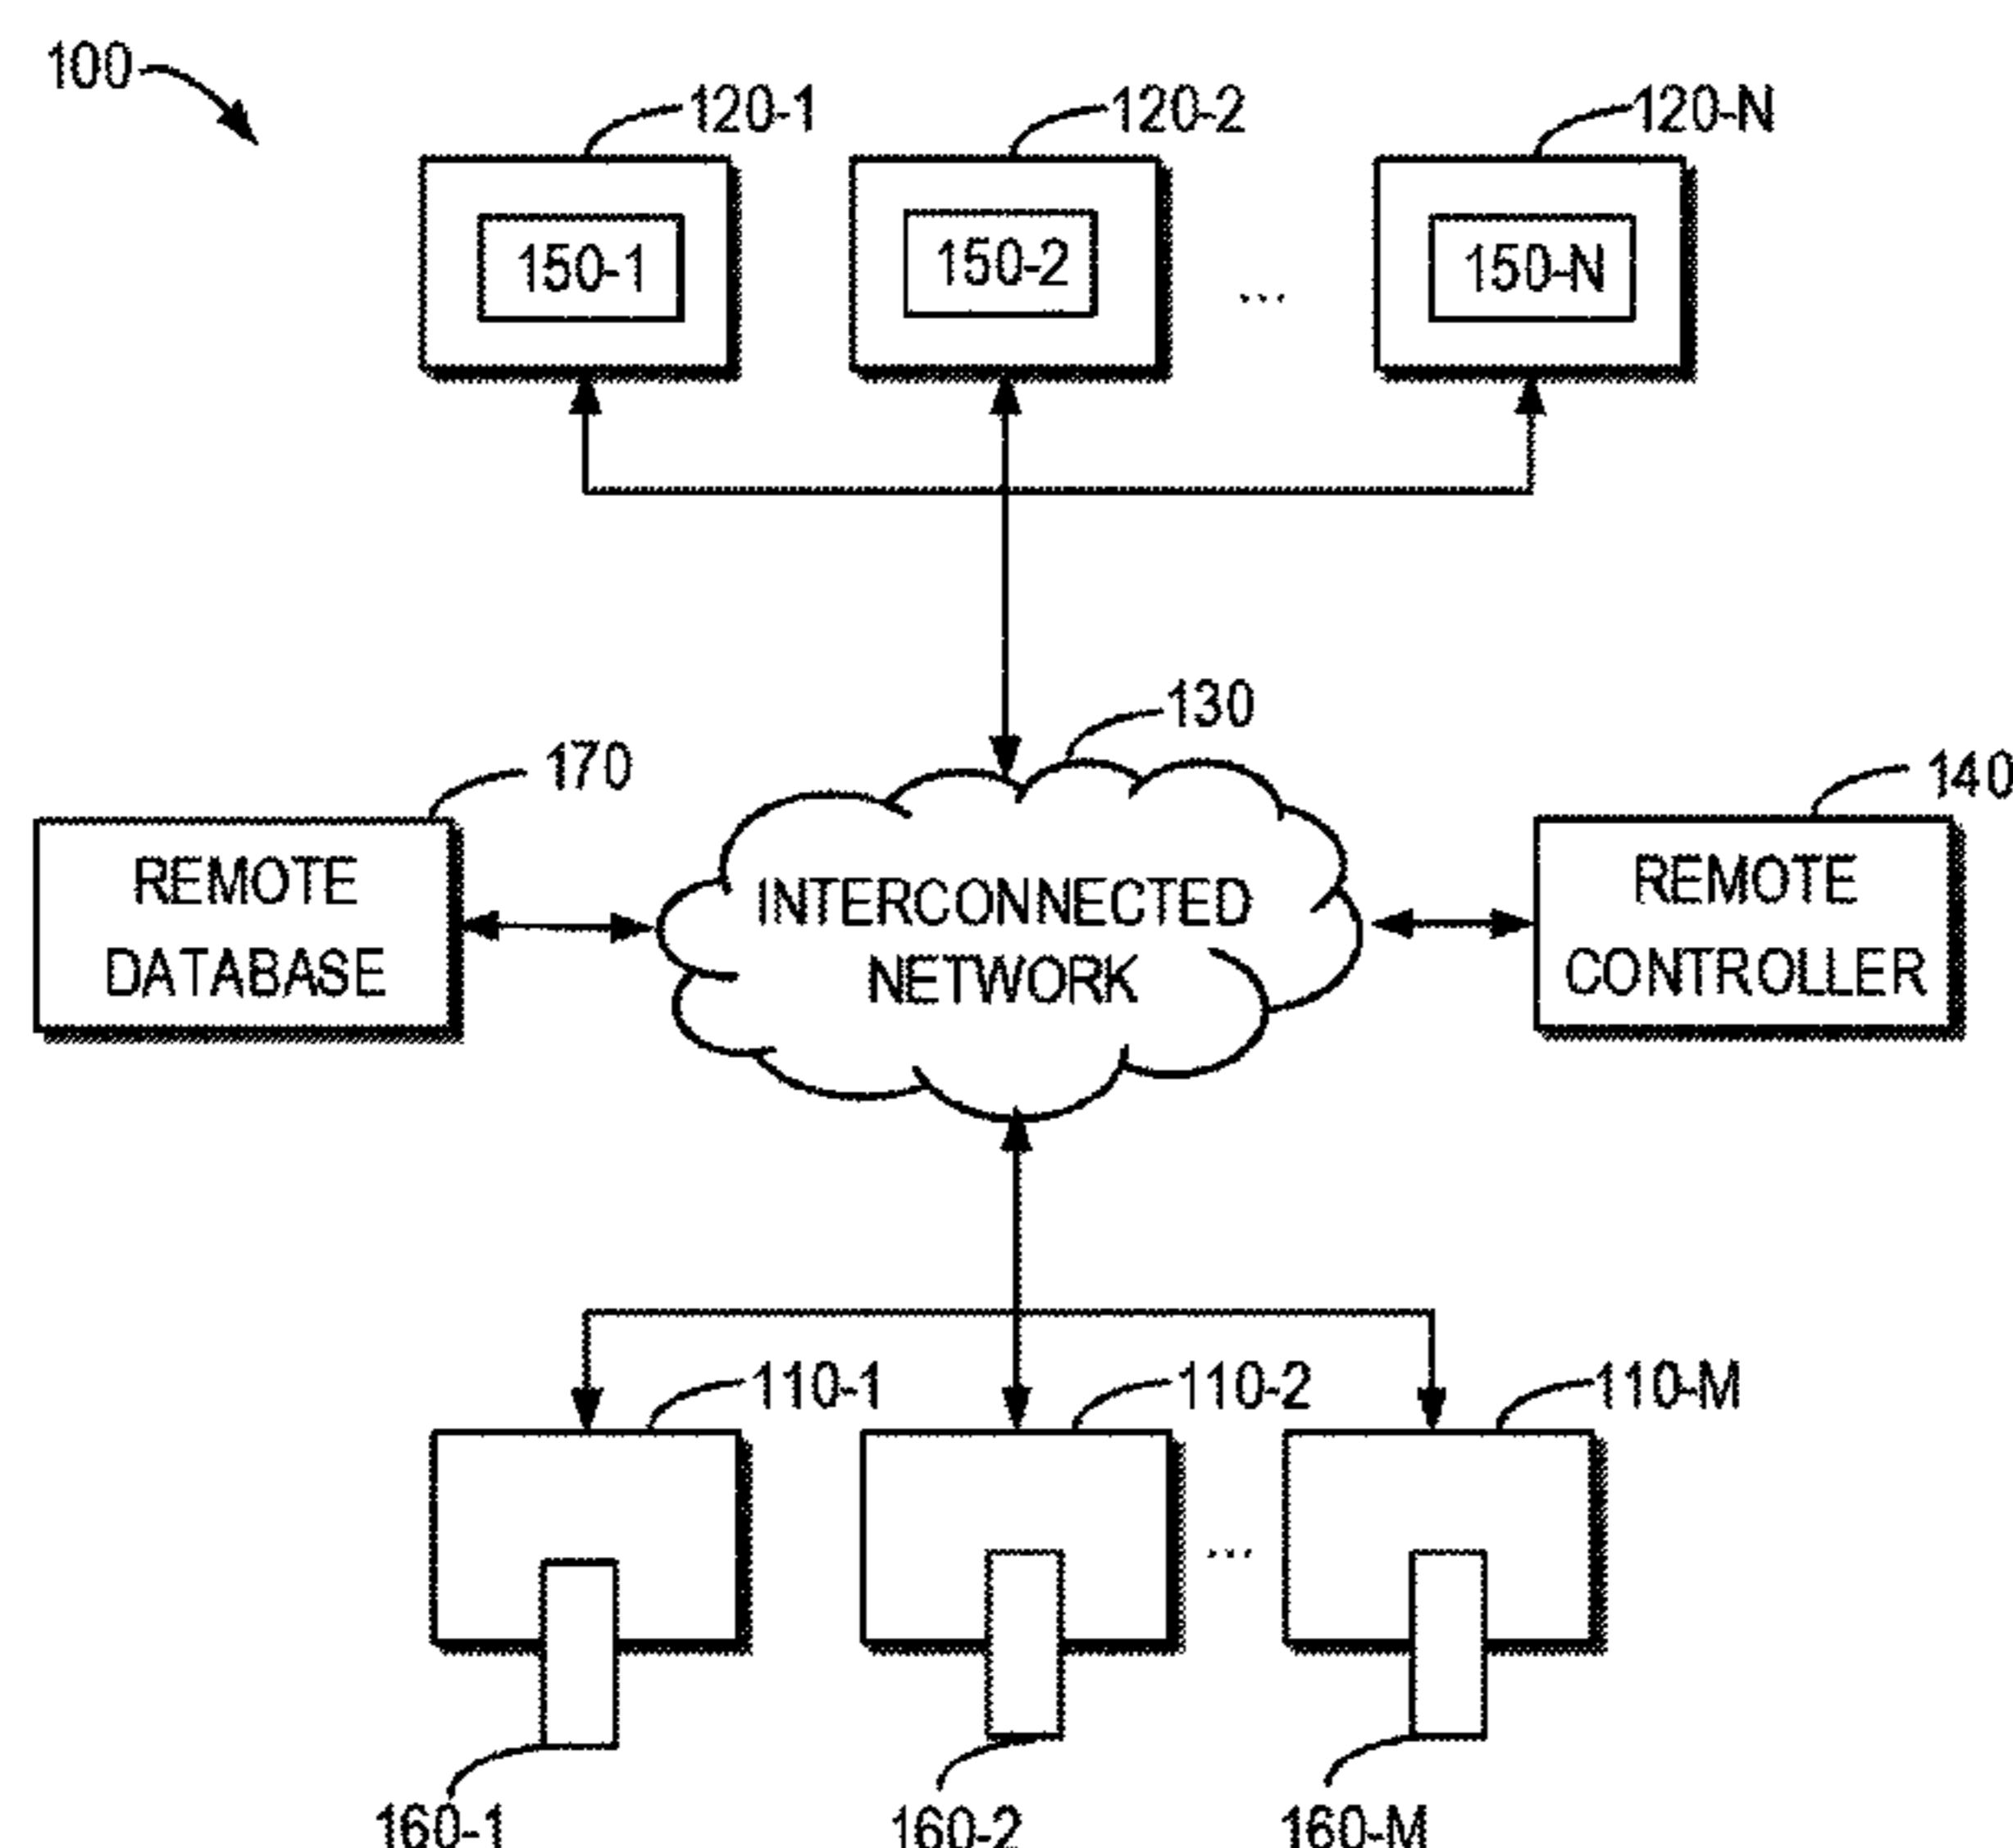 100
120-1
120-2
120-N
150-1
150-2
...
150-N
130
170
140
REMOTE
DATABASE
INTERCONNECTED
NETWORK
REMOTE
CONTROLLER
110-1
110-2
110-M
...
160-1
160-2
160-M